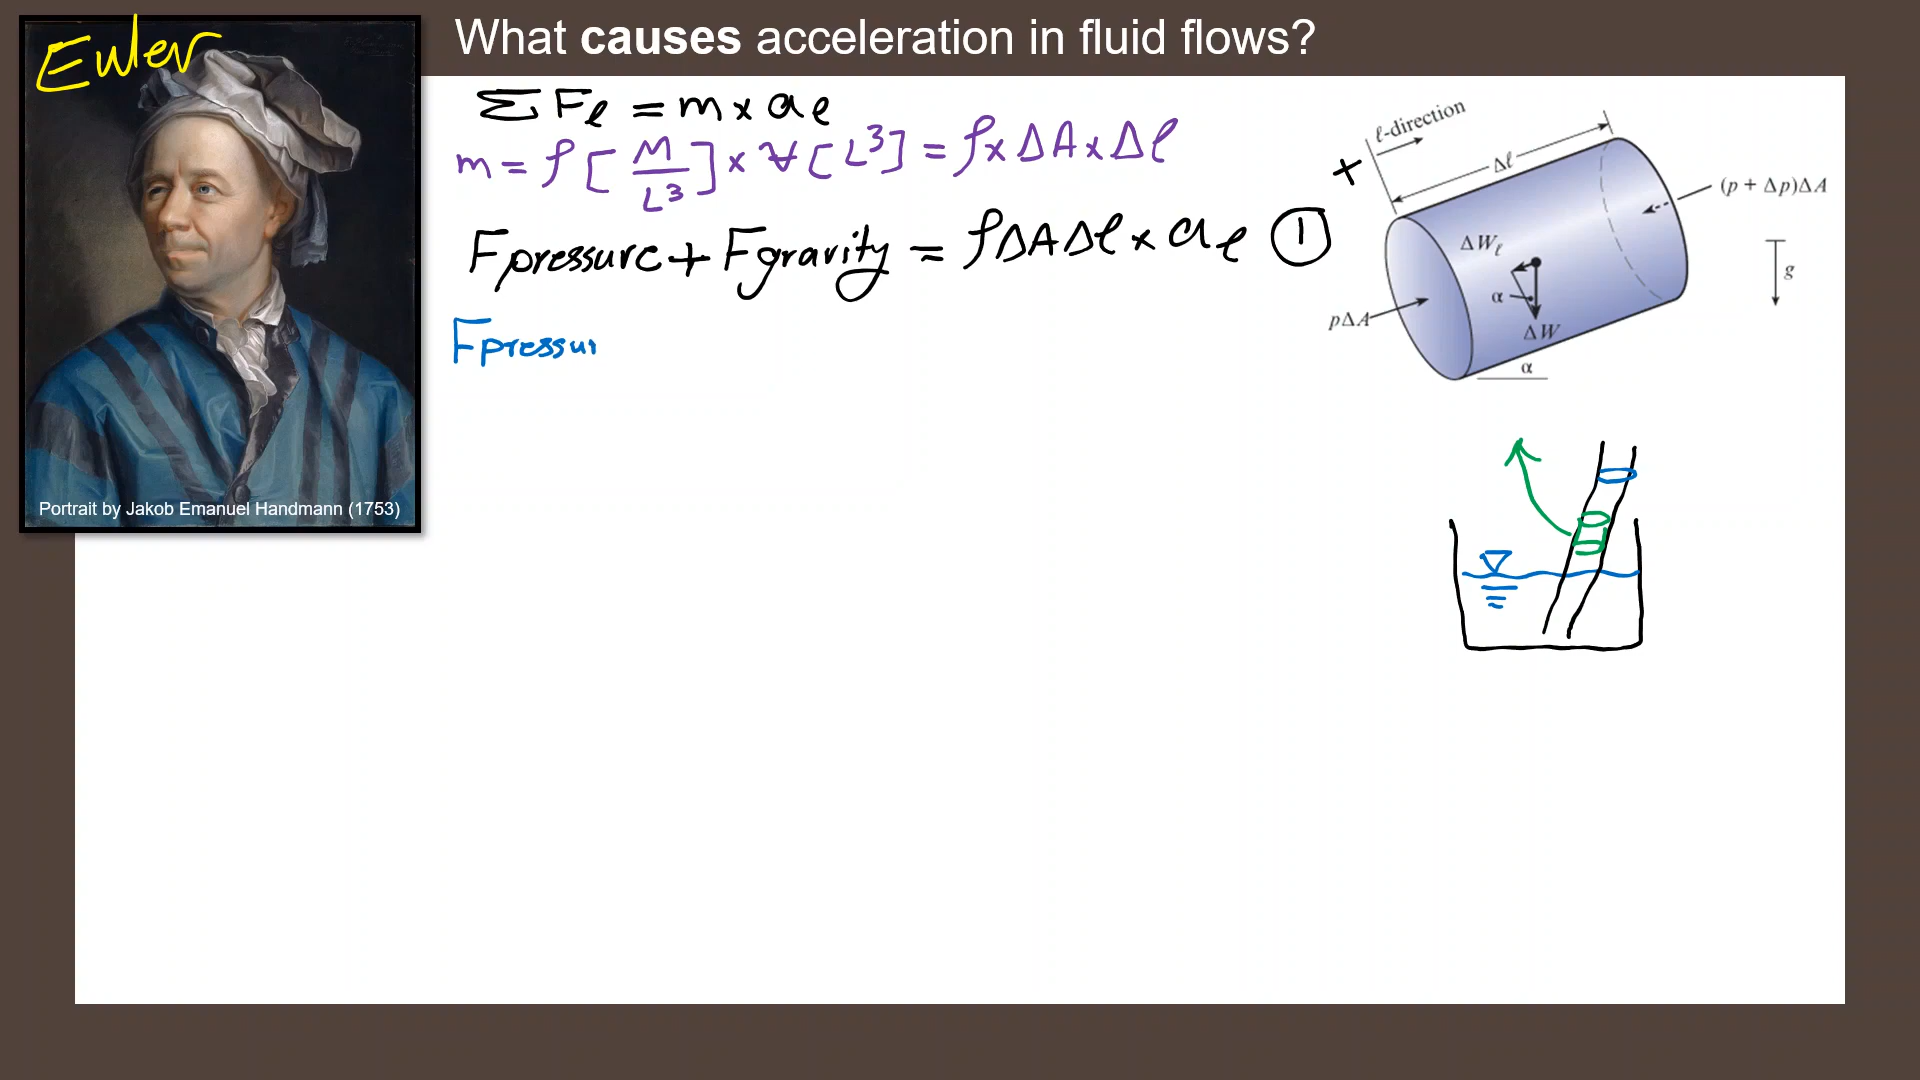 Euler
What causes acceleration in fluid flows?
ΣFℓ = m × aℓ
m = ρ [M/L³] × V̶ [L³] = ρ × ΔA × Δℓ
Fpressure + Fgravity = ρΔAΔℓ × aℓ ①
Fpressu
Portrait by Jakob Emanuel Handmann (1753)
+
ℓ-direction
Δℓ
(p + Δp)ΔA
ΔWℓ
g
α
pΔA
ΔW
α